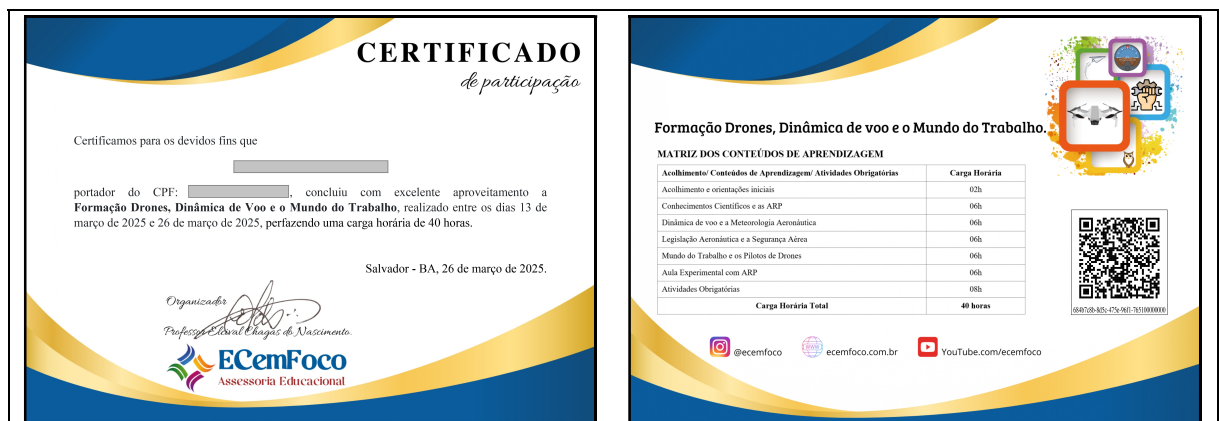 CERTIFICADO
de participação
Certificamos para os devidos fins que
portador do CPF: , concluiu com excelente aproveitamento a
Formação Drones, Dinâmica de Voo e o Mundo do Trabalho, realizado entre os dias 13 de
março de 2025 e 26 de março de 2025, perfazendo uma carga horária de 40 horas.
Salvador - BA, 26 de março de 2025.
Organizador
Professor Elcival Chagas do Nascimento.
ECemFoco
Assessoria Educacional
Formação Drones, Dinâmica de voo e o Mundo do Trabalho.
MATRIZ DOS CONTEÚDOS DE APRENDIZAGEM
Acolhimento/ Conteúdos de Aprendizagem/ Atividades Obrigatórias Carga Horária
Acolhimento e orientações iniciais 02h
Conhecimentos Científicos e as ARP 06h
Dinâmica de voo e a Meteorologia Aeronáutica 06h
Legislação Aeronáutica e a Segurança Aérea 06h
Mundo do Trabalho e os Pilotos de Drones 06h
Aula Experimental com ARP 06h
Atividades Obrigatórias 08h
Carga Horária Total 40 horas
@ecemfoco
www
ecemfoco.com.br
YouTube.com/ecemfoco